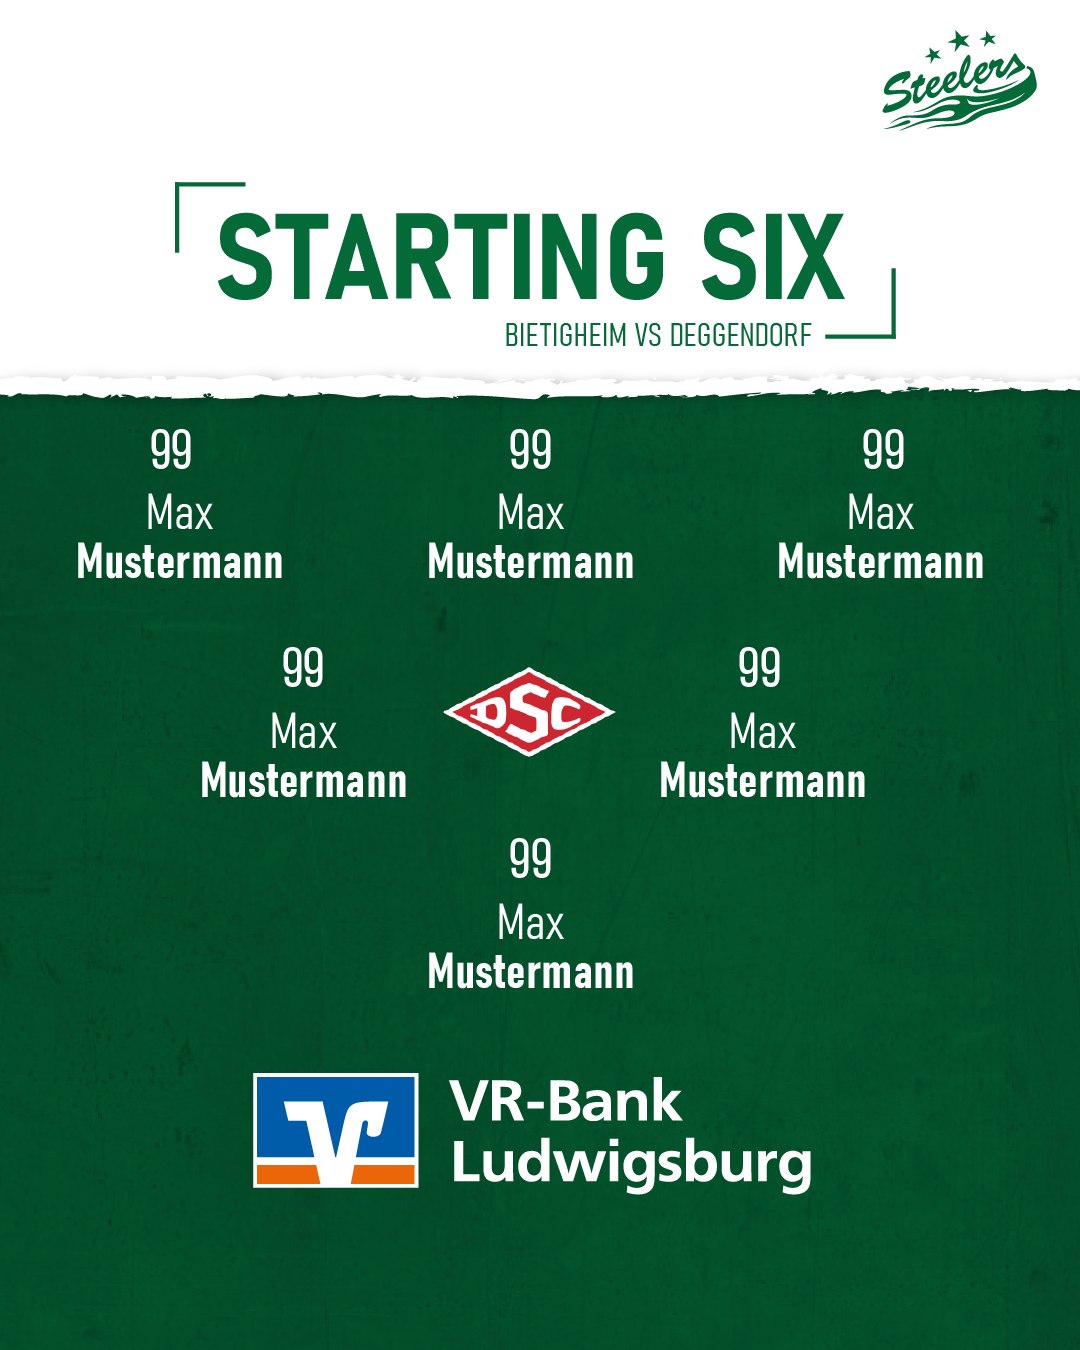 Steelers
STARTING SIX
BIETIGHEIM VS DEGGENDORF
99 99 99
Max Max Max
Mustermann Mustermann Mustermann
99 99
DSC
Max Max
Mustermann Mustermann
99
Max
Mustermann
VR-Bank
Ludwigsburg